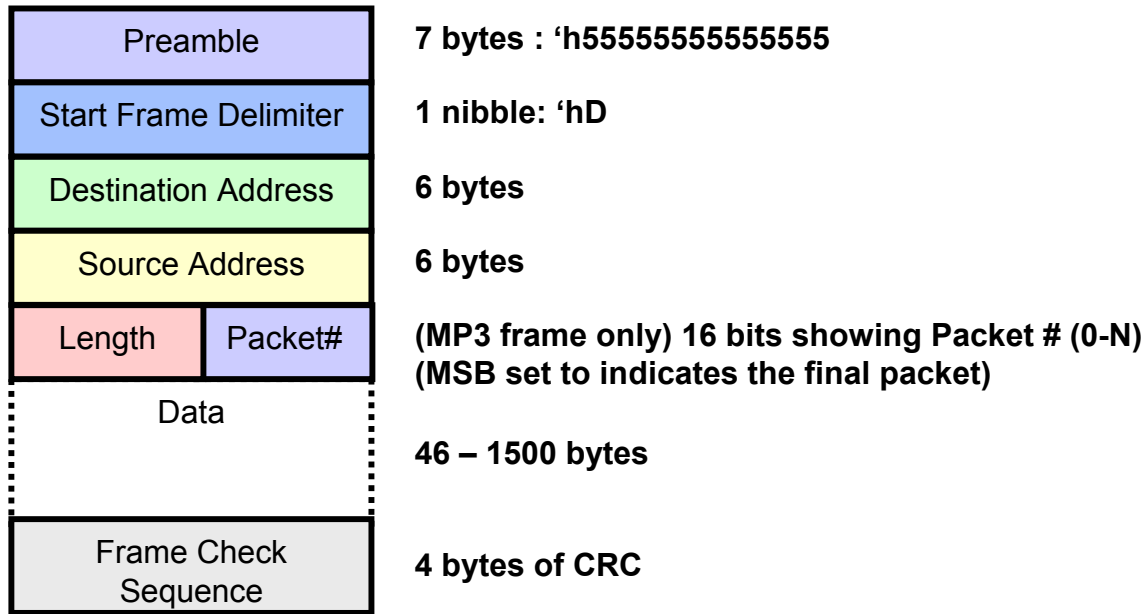 Preamble
7 bytes : ‘h55555555555555
Start Frame Delimiter
1 nibble: ‘hD
Destination Address
6 bytes
Source Address
6 bytes
Length
Packet#
(MP3 frame only) 16 bits showing Packet # (0-N)
(MSB set to indicates the final packet)
Data
46 – 1500 bytes
Frame Check
Sequence
4 bytes of CRC